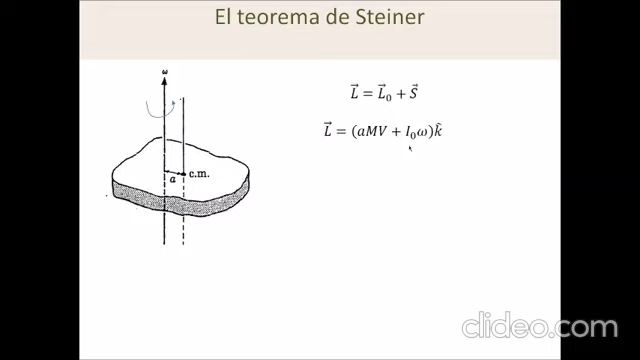 El teorema de Steiner
ω
L⃗ = L⃗₀ + S⃗
L⃗ = (aMV + I₀ω)k̂
a
c.m.
clideo.com